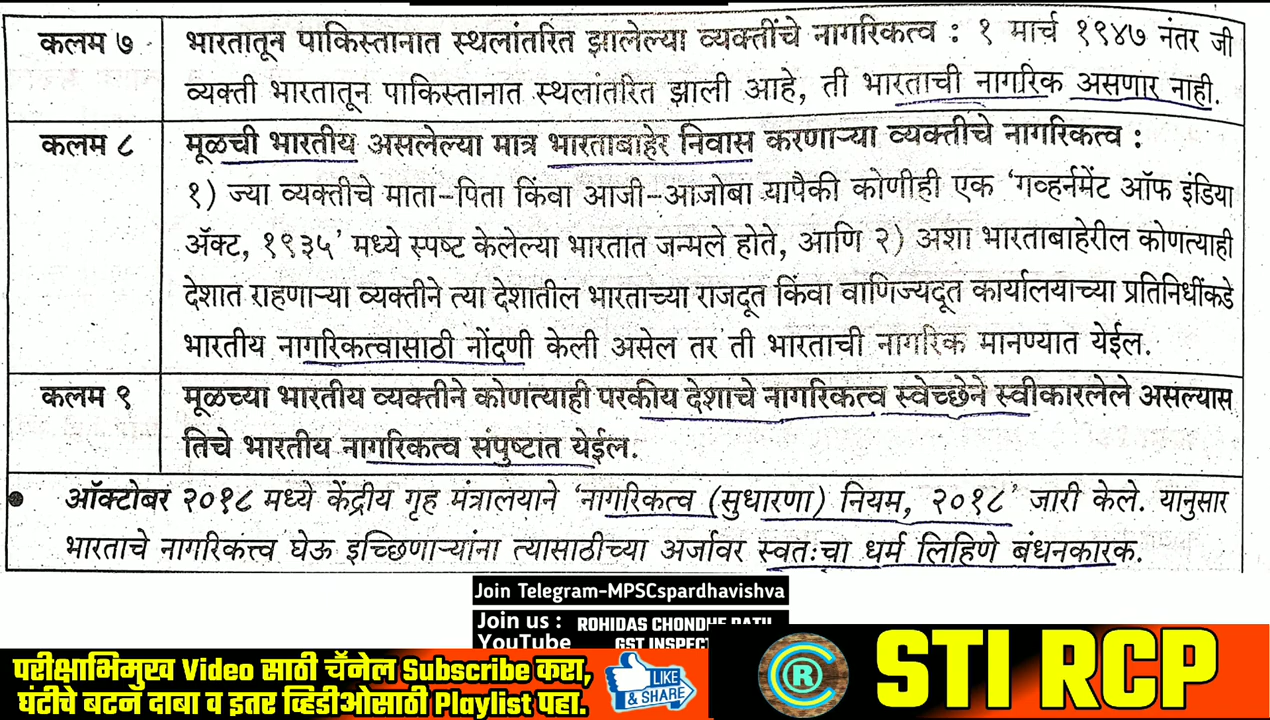 कलम ७ भारतातून पाकिस्तानात स्थलांतरित झालेल्या व्यक्तींचे नागरिकत्व : १ मार्च १९४७ नंतर जी
व्यक्ती भारतातून पाकिस्तानात स्थलांतरित झाली आहे, ती भारताची नागरिक असणार नाही.
कलम ८ मूळची भारतीय असलेल्या मात्र भारताबाहेर निवास करणाऱ्या व्यक्तीचे नागरिकत्व :
१) ज्या व्यक्तीचे माता-पिता किंवा आजी-आजोबा यापैकी कोणीही एक 'गव्हर्नमेंट ऑफ इंडिया
ॲक्ट, १९३५' मध्ये स्पष्ट केलेल्या भारतात जन्मले होते, आणि २) अशा भारताबाहेरील कोणत्याही
देशात राहणाऱ्या व्यक्तीने त्या देशातील भारताच्या राजदूत किंवा वाणिज्यदूत कार्यालयाच्या प्रतिनिधींकडे
भारतीय नागरिकत्वासाठी नोंदणी केली असेल तर ती भारताची नागरिक मानण्यात येईल.
कलम ९ मूळच्या भारतीय व्यक्तीने कोणत्याही परकीय देशाचे नागरिकत्व स्वेच्छेने स्वीकारलेले असल्यास
तिचे भारतीय नागरिकत्व संपुष्टात येईल.
● ऑक्टोबर २०१८ मध्ये केंद्रीय गृह मंत्रालयाने 'नागरिकत्व (सुधारणा) नियम, २०१८' जारी केले. यानुसार
भारताचे नागरिकत्त्व घेऊ इच्छिणाऱ्यांना त्यासाठीच्या अर्जावर स्वतःचा धर्म लिहिणे बंधनकारक.
Join Telegram-MPSCspardhavishva
Join us : ROHIDAS CHONDHE PATIL
YouTube GST INSPECT
परीक्षाभिमुख Video साठी चॅनेल Subscribe करा,
घंटीचे बटन दाबा व इतर व्हिडीओसाठी Playlist पहा.
LIKE
& SHARE
R
STI RCP